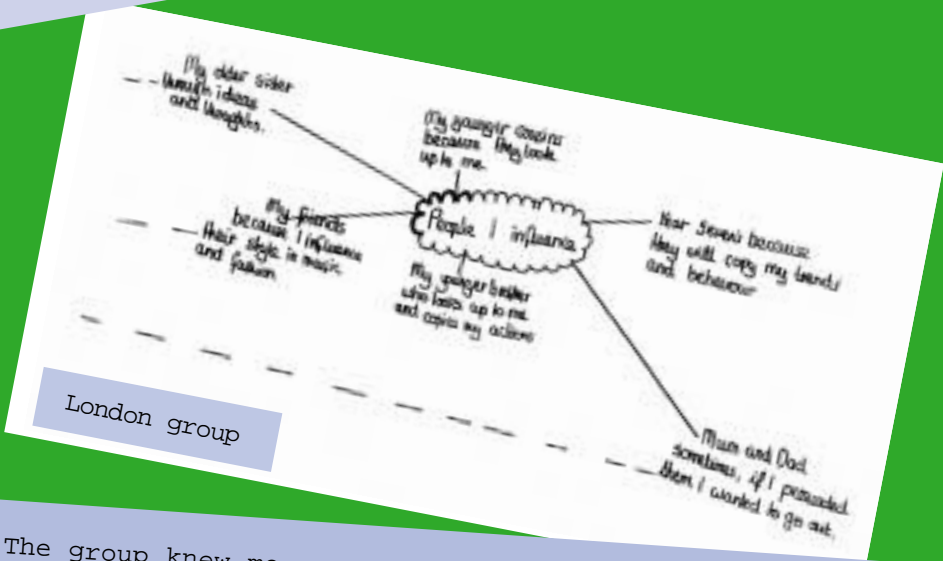 My older sister
through ideas
and thoughts.
My younger cousins
because they look
up to me.
My friends
because I influence
their style in music
and fashion
People I influence
Year Sevens because
they will copy my trends
and behaviour
My younger brother
who looks up to me
and copies my actions
Mum and Dad
sometimes, if I persuaded
them I wanted to go out.
London group
The group knew